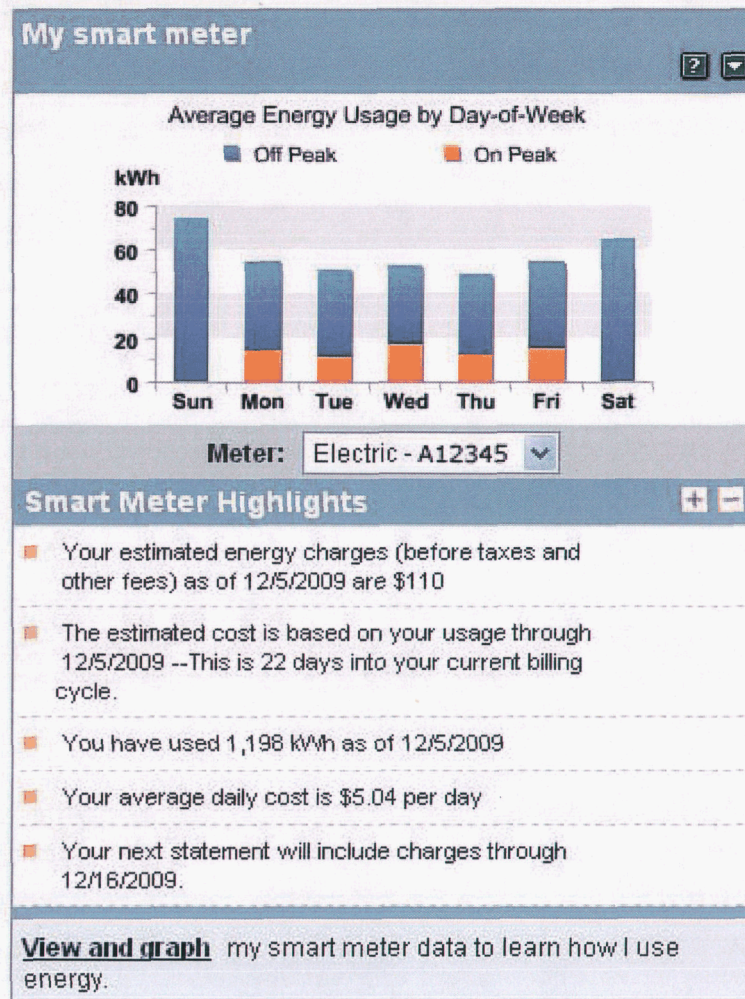 My smart meter
?
Average Energy Usage by Day-of-Week
Off Peak
On Peak
kWh
80
60
40
20
0
Sun Mon Tue Wed Thu Fri Sat
Meter: Electric - A12345
Smart Meter Highlights
+ −
Your estimated energy charges (before taxes and
other fees) as of 12/5/2009 are $110
The estimated cost is based on your usage through
12/5/2009 --This is 22 days into your current billing
cycle.
You have used 1,198 kWh as of 12/5/2009
Your average daily cost is $5.04 per day
Your next statement will include charges through
12/16/2009.
View and graph my smart meter data to learn how I use
energy.